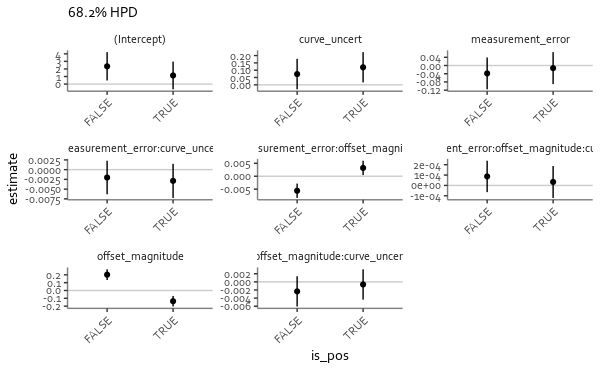 68.2% HPD
(Intercept) curve_uncert measurement_error
4
3
2
1
0
0.20
0.15
0.10
0.05
0.00
0.04
0.00
-0.04
-0.08
-0.12
FALSE TRUE FALSE TRUE FALSE TRUE
easurement_error:curve_unce surement_error:offset_magni ent_error:offset_magnitude:cu
0.0025
0.0000
-0.0025
-0.0050
-0.0075
0.005
0.000
-0.005
2e-04
1e-04
0e+00
-1e-04
FALSE TRUE FALSE TRUE FALSE TRUE
estimate
offset_magnitude offset_magnitude:curve_uncer
0.2
0.1
0.0
-0.1
-0.2
0.002
0.000
-0.002
-0.004
-0.006
FALSE TRUE FALSE TRUE
is_pos